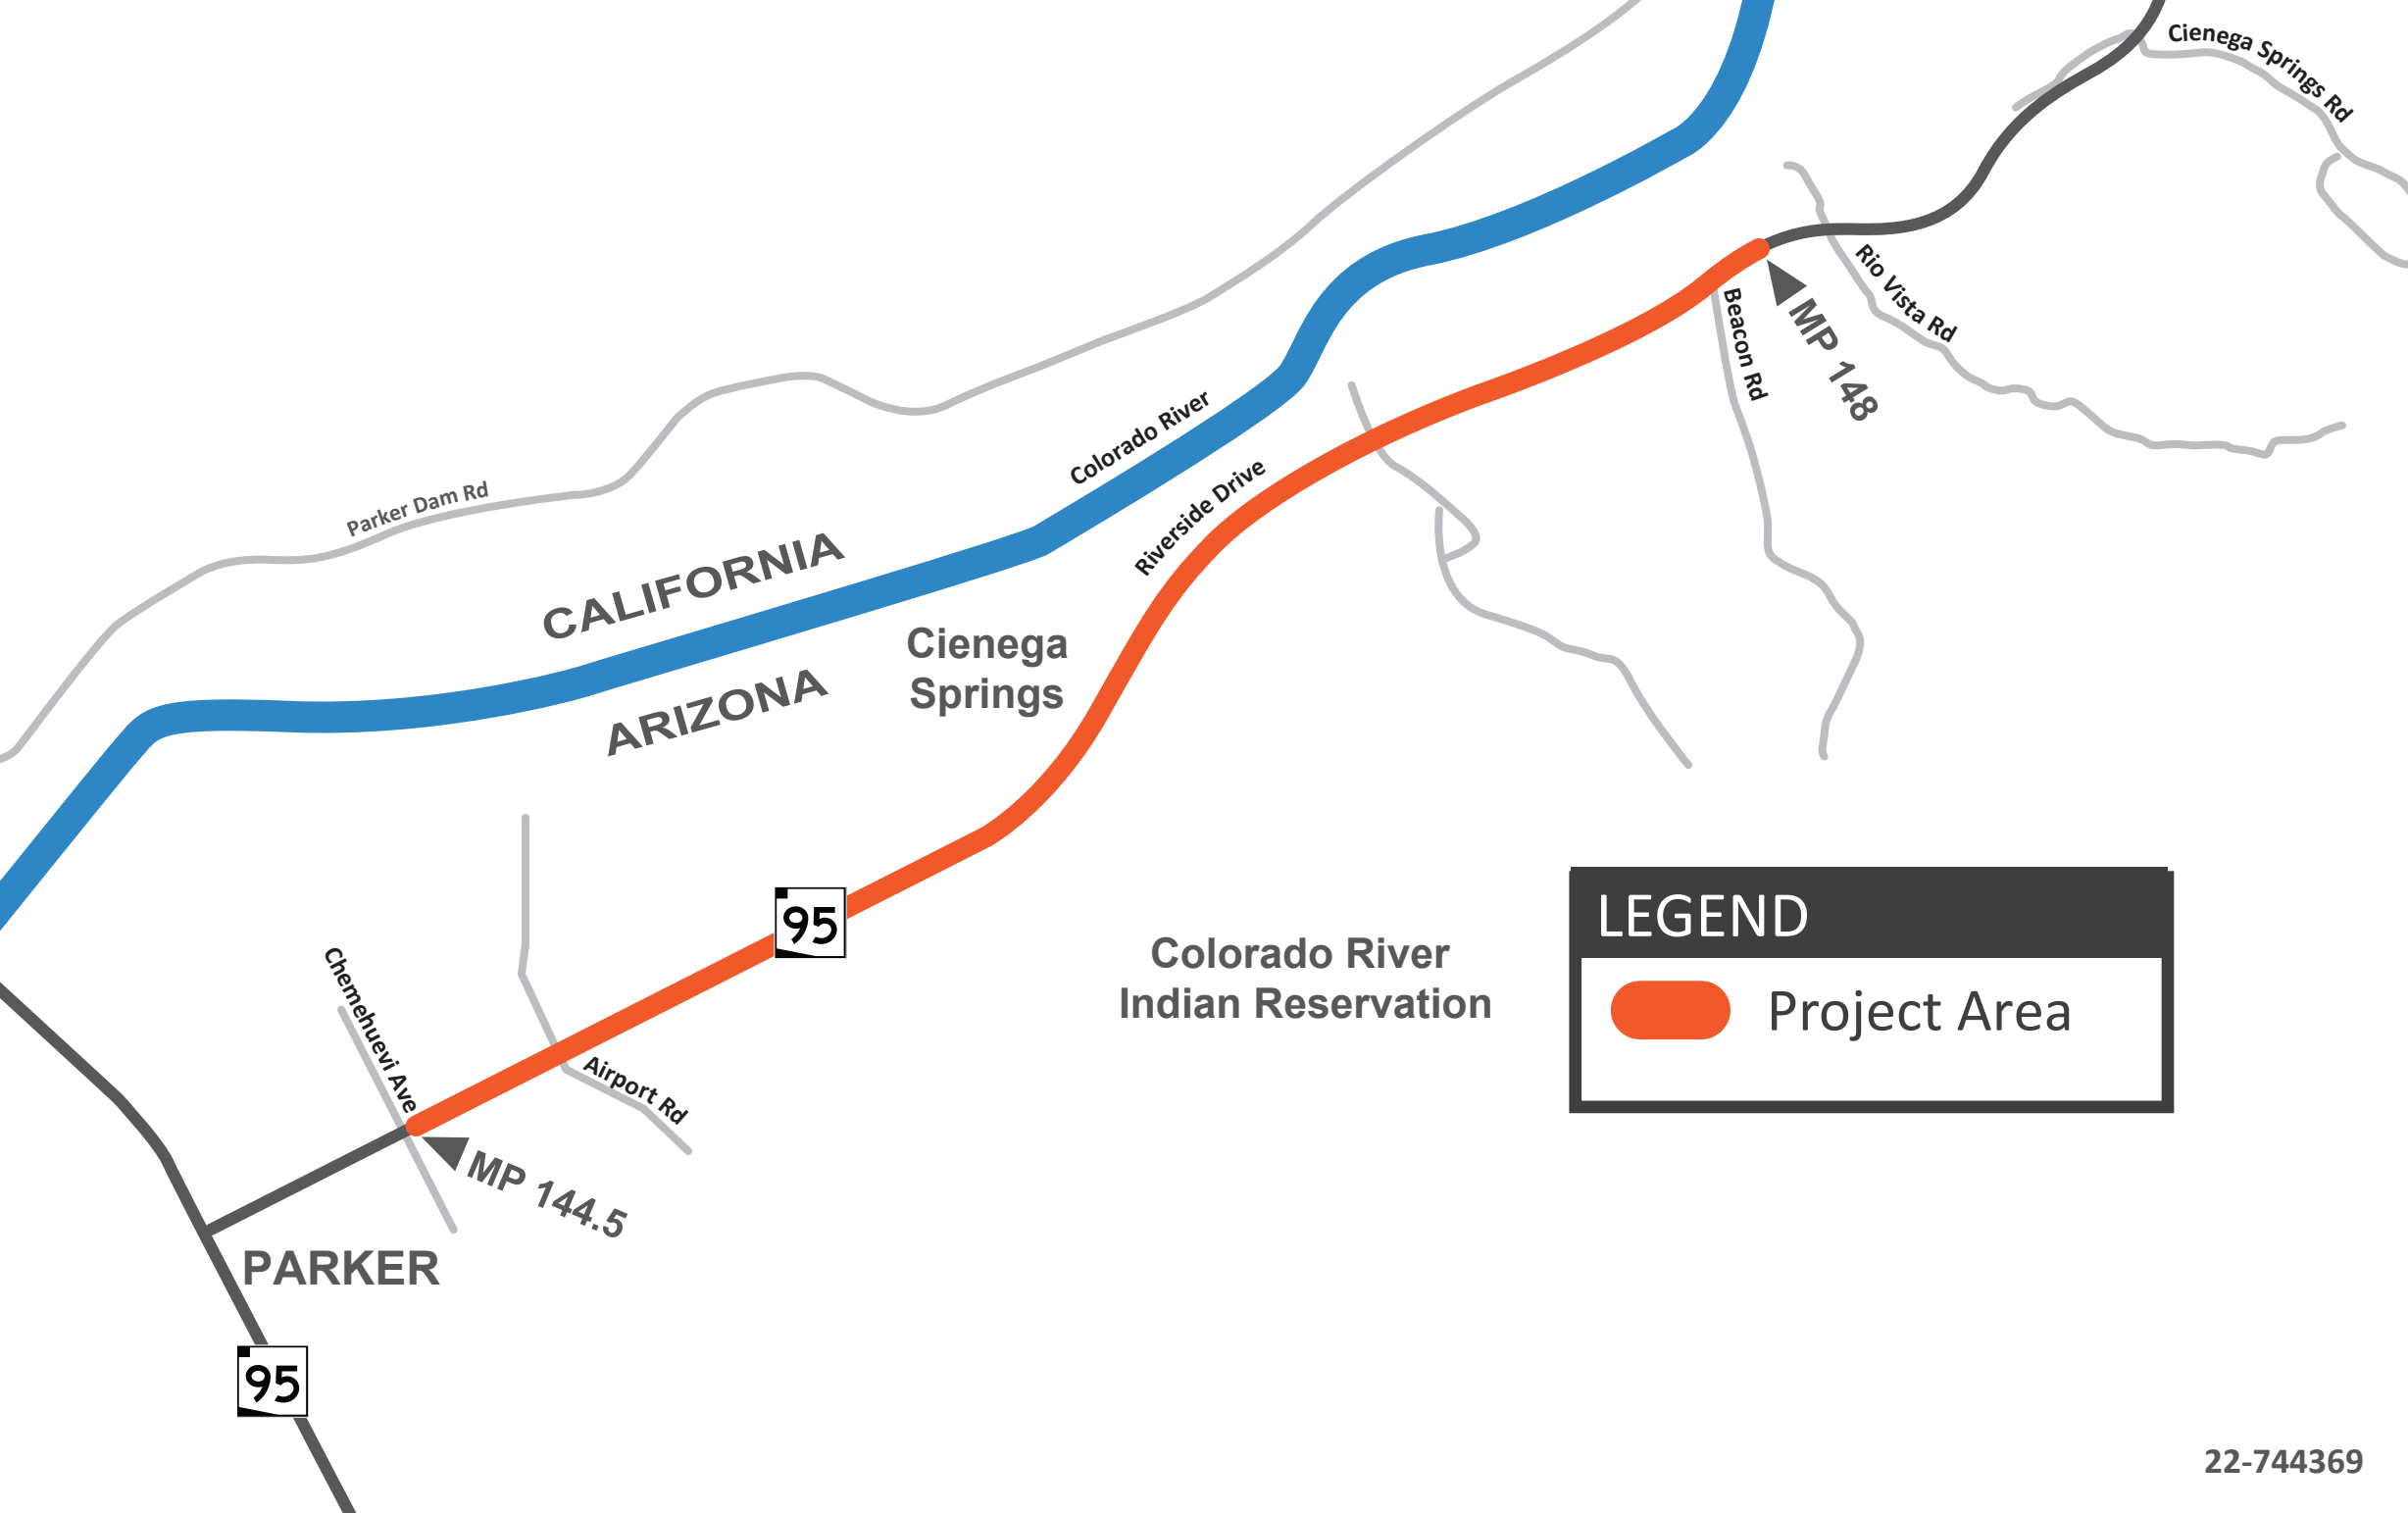 Cienega Springs Rd
Rio Vista Rd
Beacon Rd
MP 148
Colorado River
Riverside Drive
Parker Dam Rd
CALIFORNIA
ARIZONA
Cienega
Springs
95
LEGEND
Project Area
Colorado River
Indian Reservation
Chemehuevi Ave
Airport Rd
MP 144.5
PARKER
95
22-744369